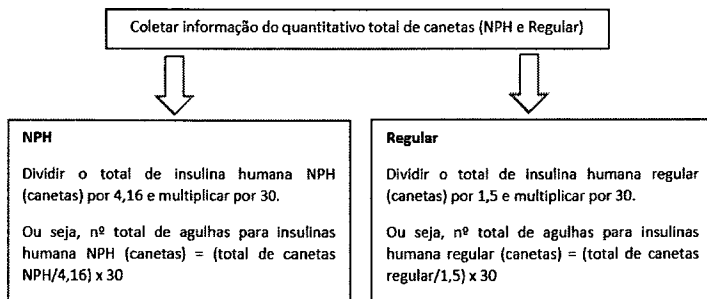 Coletar informação do quantitativo total de canetas (NPH e Regular)
NPH
Dividir o total de insulina humana NPH
(canetas) por 4,16 e multiplicar por 30.
Ou seja, nº total de agulhas para insulinas
humana NPH (canetas) = (total de canetas
NPH/4,16) x 30
Regular
Dividir o total de insulina humana regular
(canetas) por 1,5 e multiplicar por 30.
Ou seja, nº total de agulhas para insulinas
humana regular (canetas) = (total de canetas
regular/1,5) x 30